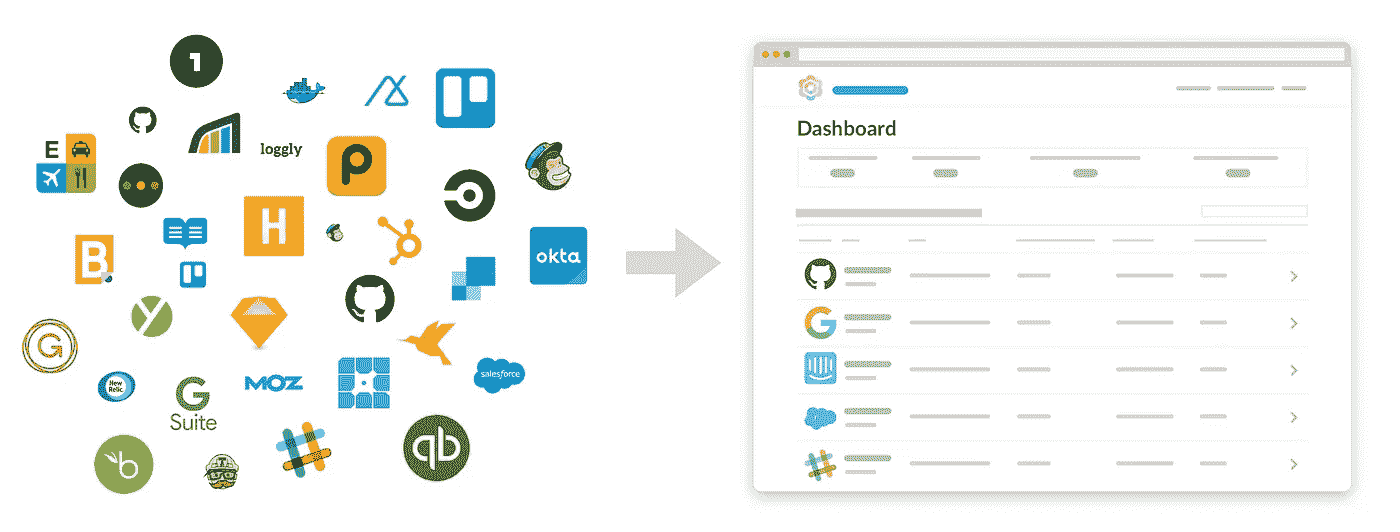 1
loggly
E
P
H
B
okta
y
G
New
Relic.
MOZ
salesforce
G
Suite
b
T
qb
Dashboard
G